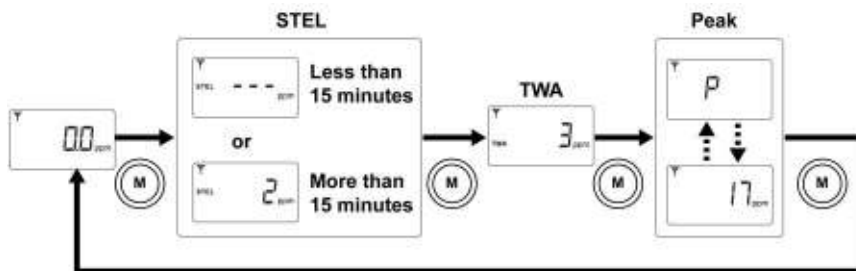 STEL
Peak
STEL
--- ppm
Less than
15 minutes
TWA
P
0.0 ppm
or
TWA
3 ppm
M
STEL
2 ppm
More than
15 minutes
M
M
17 ppm
M